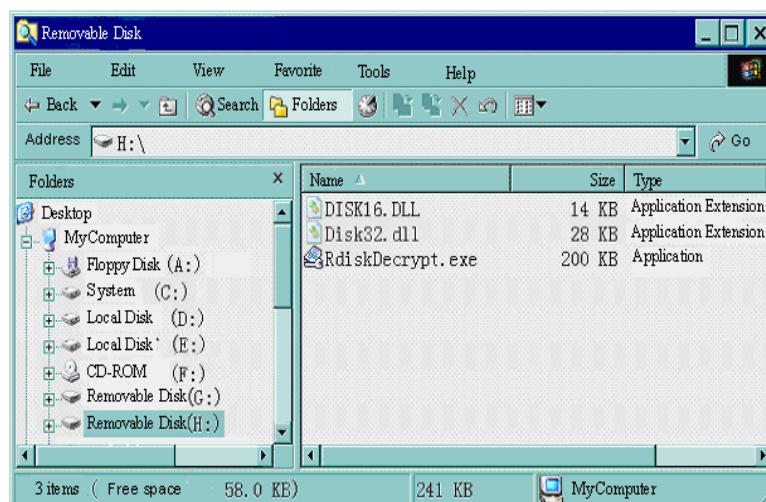 Removable Disk
File Edit View Favorite Tools Help
Back Search Folders
Address H:\ Go
Folders x Name Size Type
Desktop DISK16.DLL 14 KB Application Extension
MyComputer Disk32.dll 28 KB Application Extension
Floppy Disk (A:) RdiskDecrypt.exe 200 KB Application
System (C:)
Local Disk (D:)
Local Disk (E:)
CD-ROM (F:)
Removable Disk(G:)
Removable Disk(H:)
3 items ( Free space 58.0 KB) 241 KB MyComputer